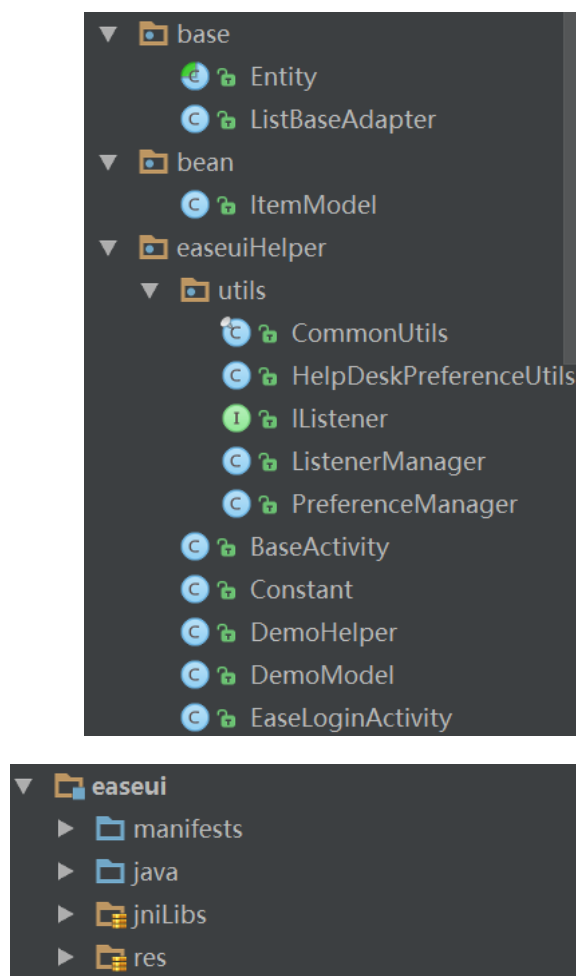 base
Entity
ListBaseAdapter
bean
ItemModel
easeuiHelper
utils
CommonUtils
HelpDeskPreferenceUtils
IListener
ListenerManager
PreferenceManager
BaseActivity
Constant
DemoHelper
DemoModel
EaseLoginActivity
easeui
manifests
java
jniLibs
res